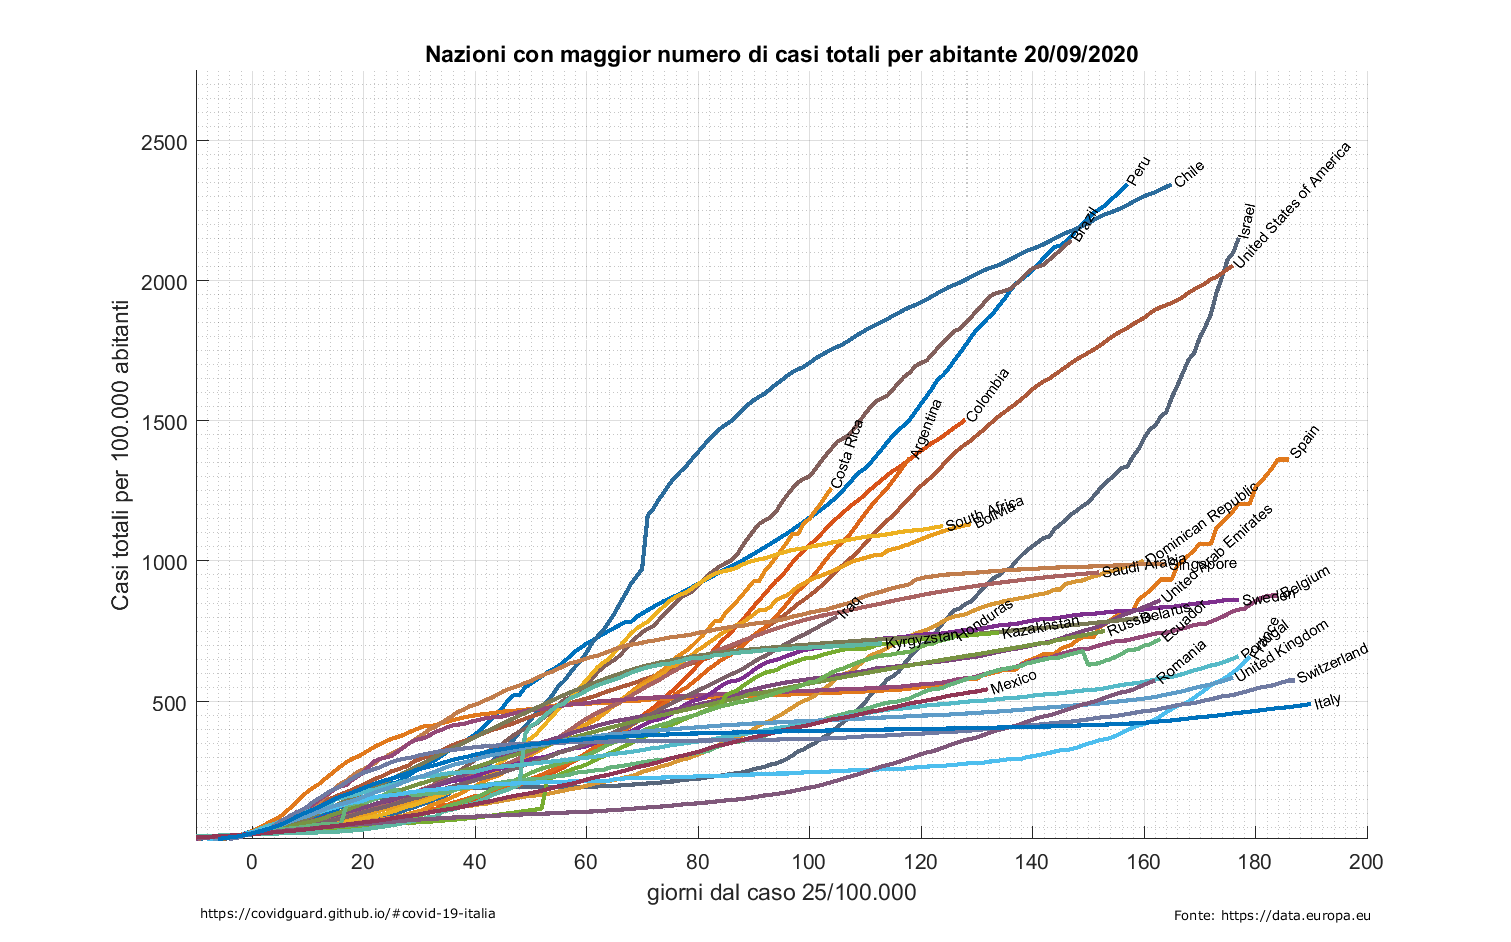 Nazioni con maggior numero di casi totali per abitante 20/09/2020
Casi totali per 100.000 abitanti
2500
2000
1500
1000
500
Peru
Chile
Brazil
Israel
United States of America
Colombia
Argentina
Costa Rica
Spain
South Africa
Bolivia
Dominican Republic
Saudi Arabia
Singapore
United Arab Emirates
Iraq
Honduras
Kazakhstan
Kyrgyzstan
Russia
Belarus
Ecuador
Sweden
Belgium
Portugal
France
United Kingdom
Romania
Mexico
Switzerland
Italy
0 20 40 60 80 100 120 140 160 180 200
giorni dal caso 25/100.000
https://covidguard.github.io/#covid-19-italia
Fonte: https://data.europa.eu